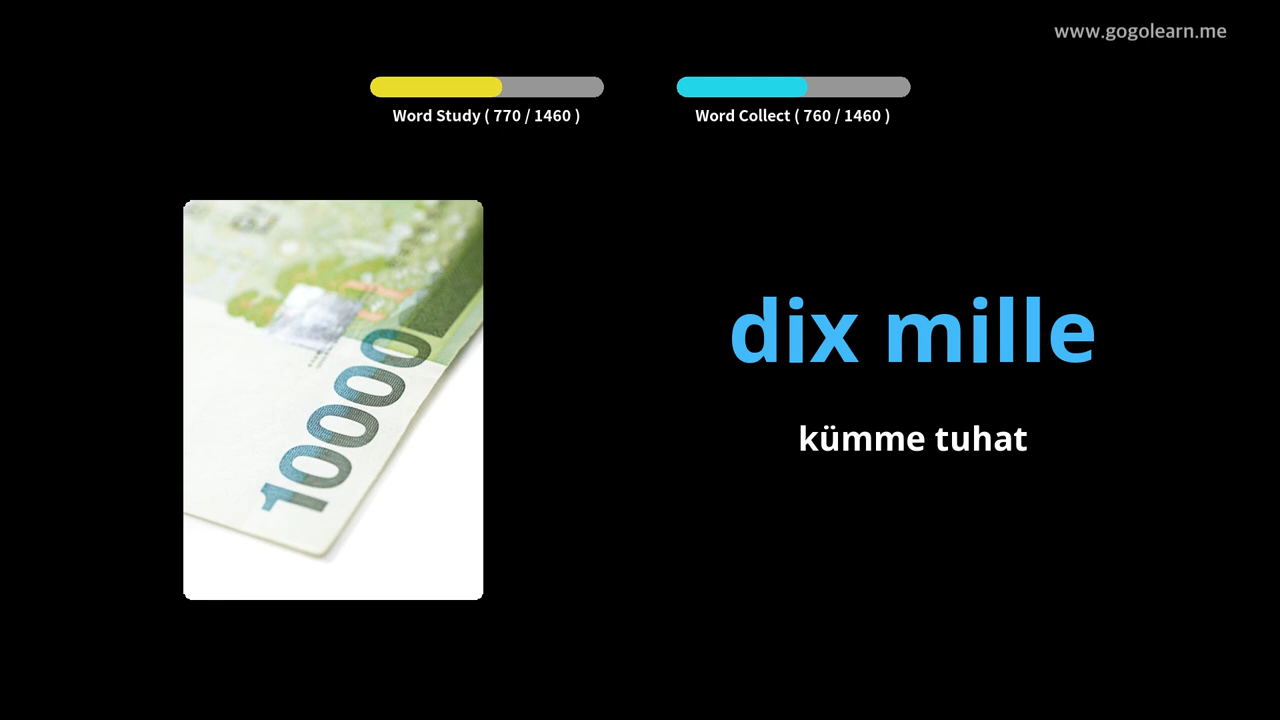 www.gogolearn.me
Word Study ( 770 / 1460 )
Word Collect ( 760 / 1460 )
10000
dix mille
kümme tuhat